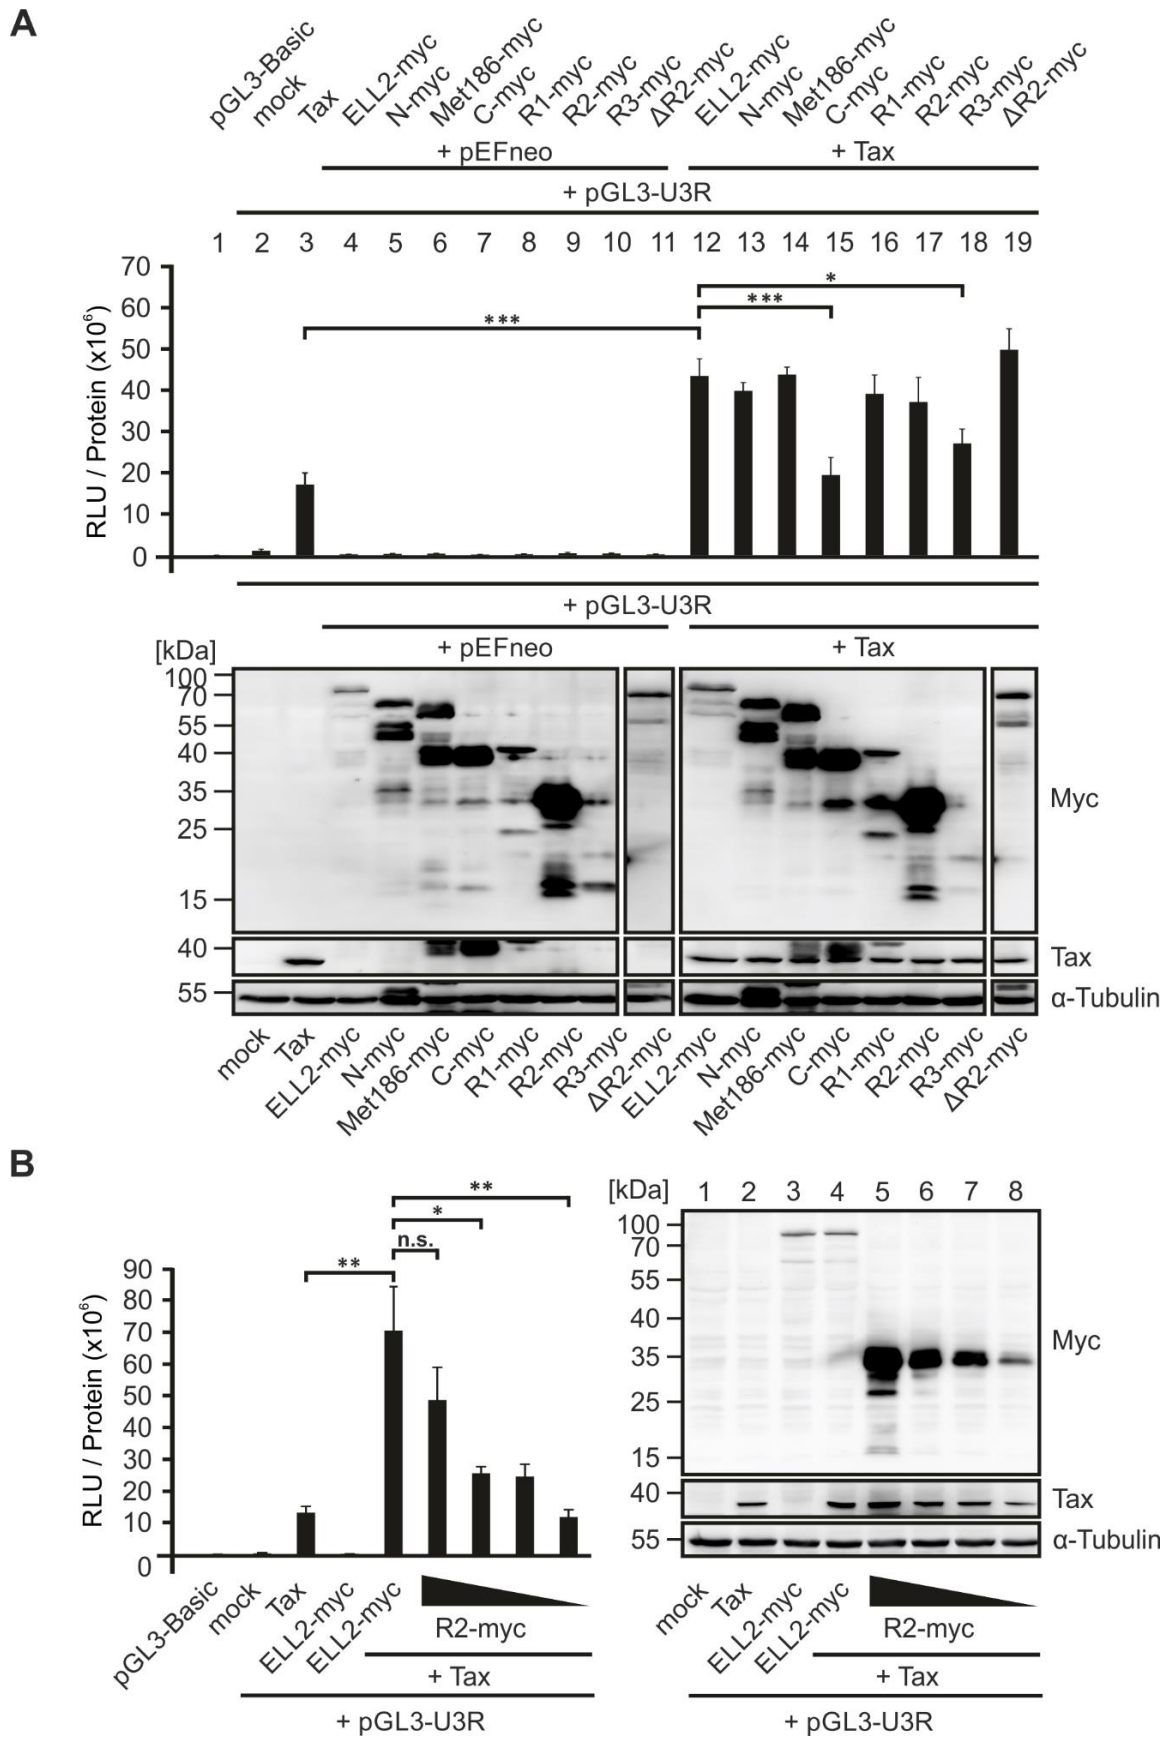 A
pGL3-Basic
mock
Tax
ELL2-myc
N-myc
Met186-myc
C-myc
R1-myc
R2-myc
R3-myc
ΔR2-myc
ELL2-myc
N-myc
Met186-myc
C-myc
R1-myc
R2-myc
R3-myc
ΔR2-myc
+ pEFneo + Tax
+ pGL3-U3R
1 2 3 4 5 6 7 8 9 10 11 12 13 14 15 16 17 18 19
RLU / Protein (x10⁶)
70
60
50
40
30
20
10
0
*
***
***
+ pGL3-U3R
+ pEFneo + Tax
[kDa]
100
70
55
40
35
25
15
Myc
40
Tax
55
α-Tubulin
mock
Tax
ELL2-myc
N-myc
Met186-myc
C-myc
R1-myc
R2-myc
R3-myc
ΔR2-myc
ELL2-myc
N-myc
Met186-myc
C-myc
R1-myc
R2-myc
R3-myc
ΔR2-myc
B
RLU / Protein (x10⁶)
90
80
70
60
50
40
30
20
10
0
**
*
n.s.
**
pGL3-Basic
mock
Tax
ELL2-myc
ELL2-myc
R2-myc
+ Tax
+ pGL3-U3R
[kDa] 1 2 3 4 5 6 7 8
100
70
55
40
35
25
15
Myc
40
Tax
55
α-Tubulin
mock
Tax
ELL2-myc
ELL2-myc
R2-myc
+ Tax
+ pGL3-U3R